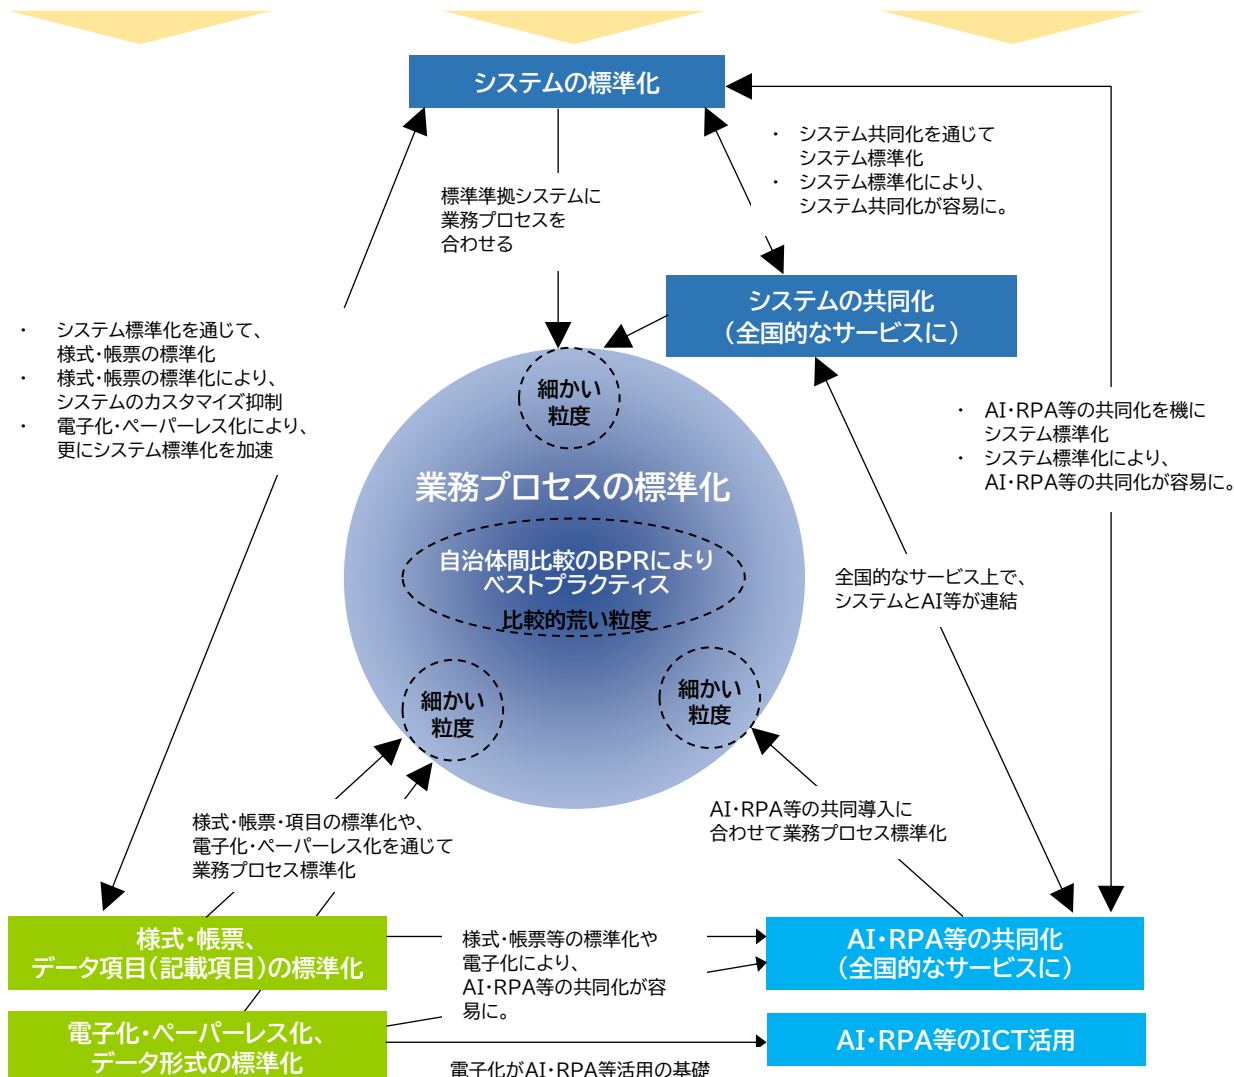 システムの標準化
・ システム共同化を通じて
システム標準化
・ システム標準化により、
システム共同化が容易に。
標準準拠システムに
業務プロセスを
合わせる
システムの共同化
（全国的なサービスに）
・ システム標準化を通じて、
様式・帳票の標準化
・ 様式・帳票の標準化により、
システムのカスタマイズ抑制
・ 電子化・ペーパーレス化により、
更にシステム標準化を加速
細かい
粒度
・ AI・RPA等の共同化を機に
システム標準化
・ システム標準化により、
AI・RPA等の共同化が容易に。
業務プロセスの標準化
自治体間比較のBPRにより
ベストプラクティス
比較的荒い粒度
全国的なサービス上で、
システムとAI等が連結
細かい
粒度
細かい
粒度
様式・帳票・項目の標準化や、
電子化・ペーパーレス化を通じて
業務プロセス標準化
AI・RPA等の共同導入に
合わせて業務プロセス標準化
様式・帳票、
データ項目（記載項目）の標準化
様式・帳票等の標準化や
電子化により、
AI・RPA等の共同化が容
易に。
AI・RPA等の共同化
（全国的なサービスに）
電子化・ペーパーレス化、
データ形式の標準化
AI・RPA等のICT活用
電子化がAI・RPA等活用の基礎